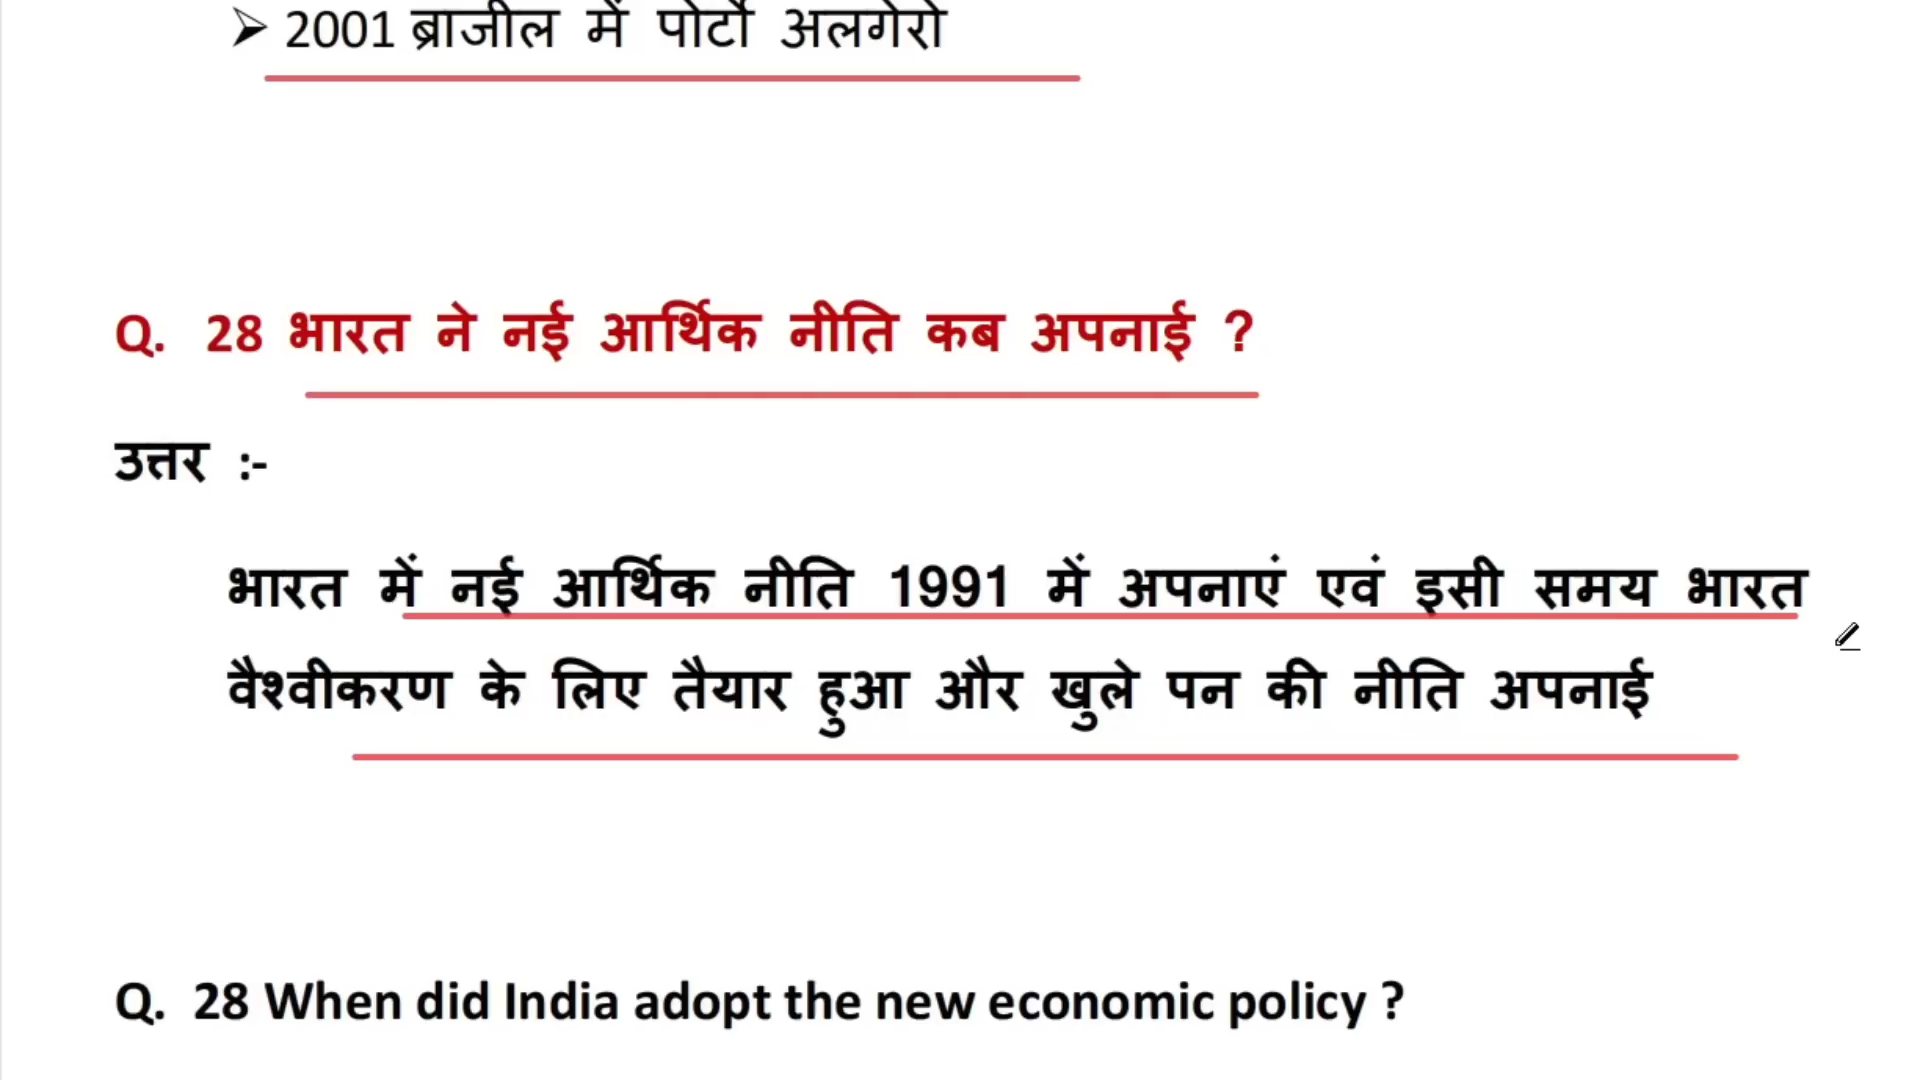 ➢ 2001 ब्राजील में पोर्टो अलगेरो
Q. 28 भारत ने नई आर्थिक नीति कब अपनाई ?
उत्तर :-
भारत में नई आर्थिक नीति 1991 में अपनाएं एवं इसी समय भारत
वैश्वीकरण के लिए तैयार हुआ और खुले पन की नीति अपनाई
Q. 28 When did India adopt the new economic policy ?